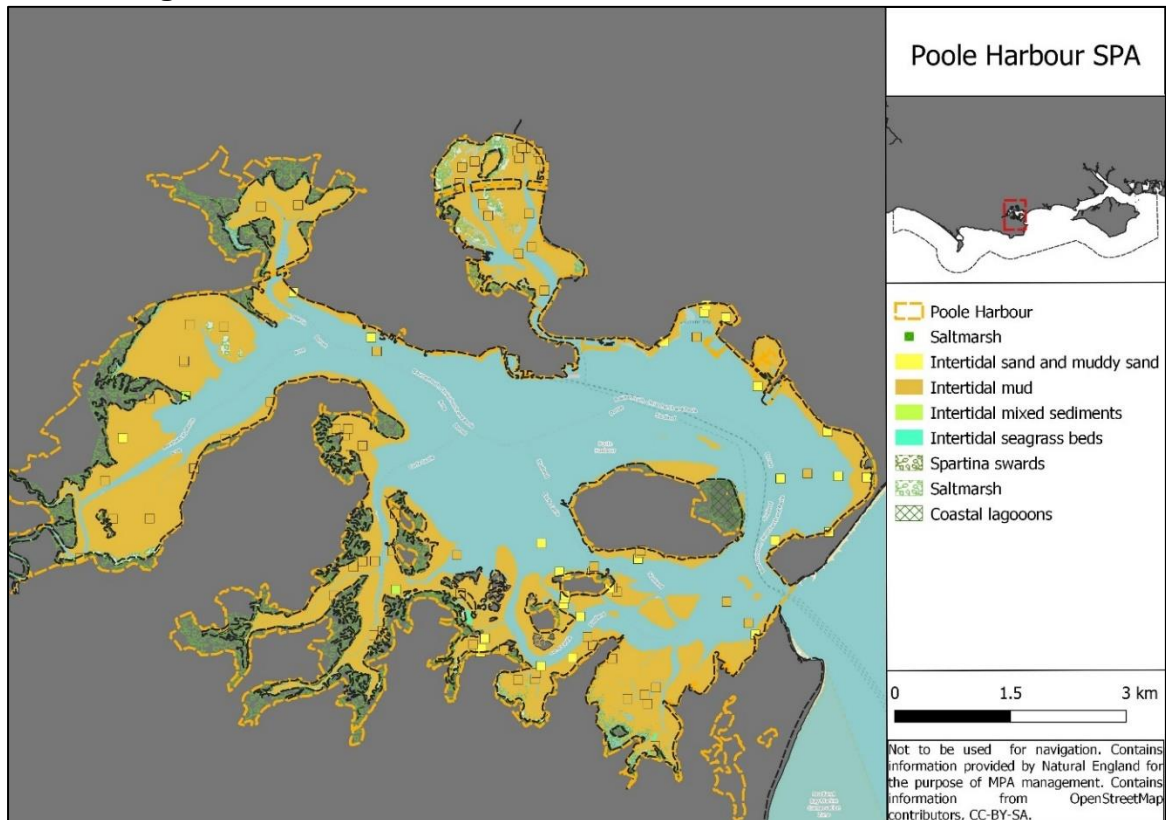 Poole Harbour SPA
Poole Harbour
Saltmarsh
Intertidal sand and muddy sand
Intertidal mud
Intertidal mixed sediments
Intertidal seagrass beds
Spartina swards
Saltmarsh
Coastal lagooons
0 1.5 3 km
Not to be used for navigation. Contains
information provided by Natural England for
the purpose of MPA management. Contains
information from OpenStreetMap
contributors, CC-BY-SA.